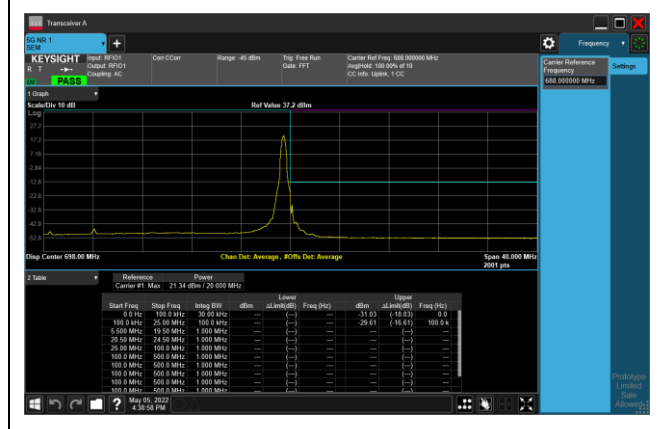 Transceiver A
5G NR 1
SEM
Frequency
KEYSIGHT
R T
PASS
Input: RFIO1
Output: RFIO1
Coupling: AC
Corr CCorr
Range: -45 dBm
Trig: Free Run
Gate: FFT
Carrier Ref Freq: 688.000000 MHz
Avg|Hold: 100.00% of 10
CC Info: Uplink, 1 CC
Carrier Reference
Frequency
688.000000 MHz
Settings
1 Graph
Scale/Div 10 dB
Ref Value 37.2 dBm
Log
27.2
17.2
7.16
-2.84
-12.8
-22.8
-32.8
-42.8
-52.8
Disp Center 698.00 MHz
Chan Det: Average , #Offs Det: Average
Span 40.000 MHz
2001 pts
2 Table
Reference Power
Carrier #1 Max 21.34 dBm / 20.000 MHz
Lower Upper
Start Freq Stop Freq Integ BW dBm ΔLimit(dB) Freq (Hz) dBm ΔLimit(dB) Freq (Hz)
0.0 Hz 100.0 kHz 30.00 kHz --- (---) --- -31.03 (-18.03) 0.0
100.0 kHz 25.00 MHz 100.0 kHz --- (---) --- -29.61 (-16.61) 100.0 k
5.500 MHz 19.50 MHz 1.000 MHz --- (---) --- --- (---) ---
20.50 MHz 24.50 MHz 1.000 MHz --- (---) --- --- (---) ---
25.00 MHz 100.0 MHz 1.000 MHz --- (---) --- --- (---) ---
100.0 MHz 500.0 MHz 1.000 MHz --- (---) --- --- (---) ---
100.0 MHz 500.0 MHz 1.000 MHz --- (---) --- --- (---) ---
100.0 MHz 500.0 MHz 1.000 MHz --- (---) --- --- (---) ---
100.0 MHz 500.0 MHz 1.000 MHz --- (---) --- --- (---) ---
100.0 MHz 500.0 MHz 1.000 MHz --- (---) --- --- (---) ---
Prototype
Limited
Sale
Allowed
?
May 05, 2022
4:38:58 PM